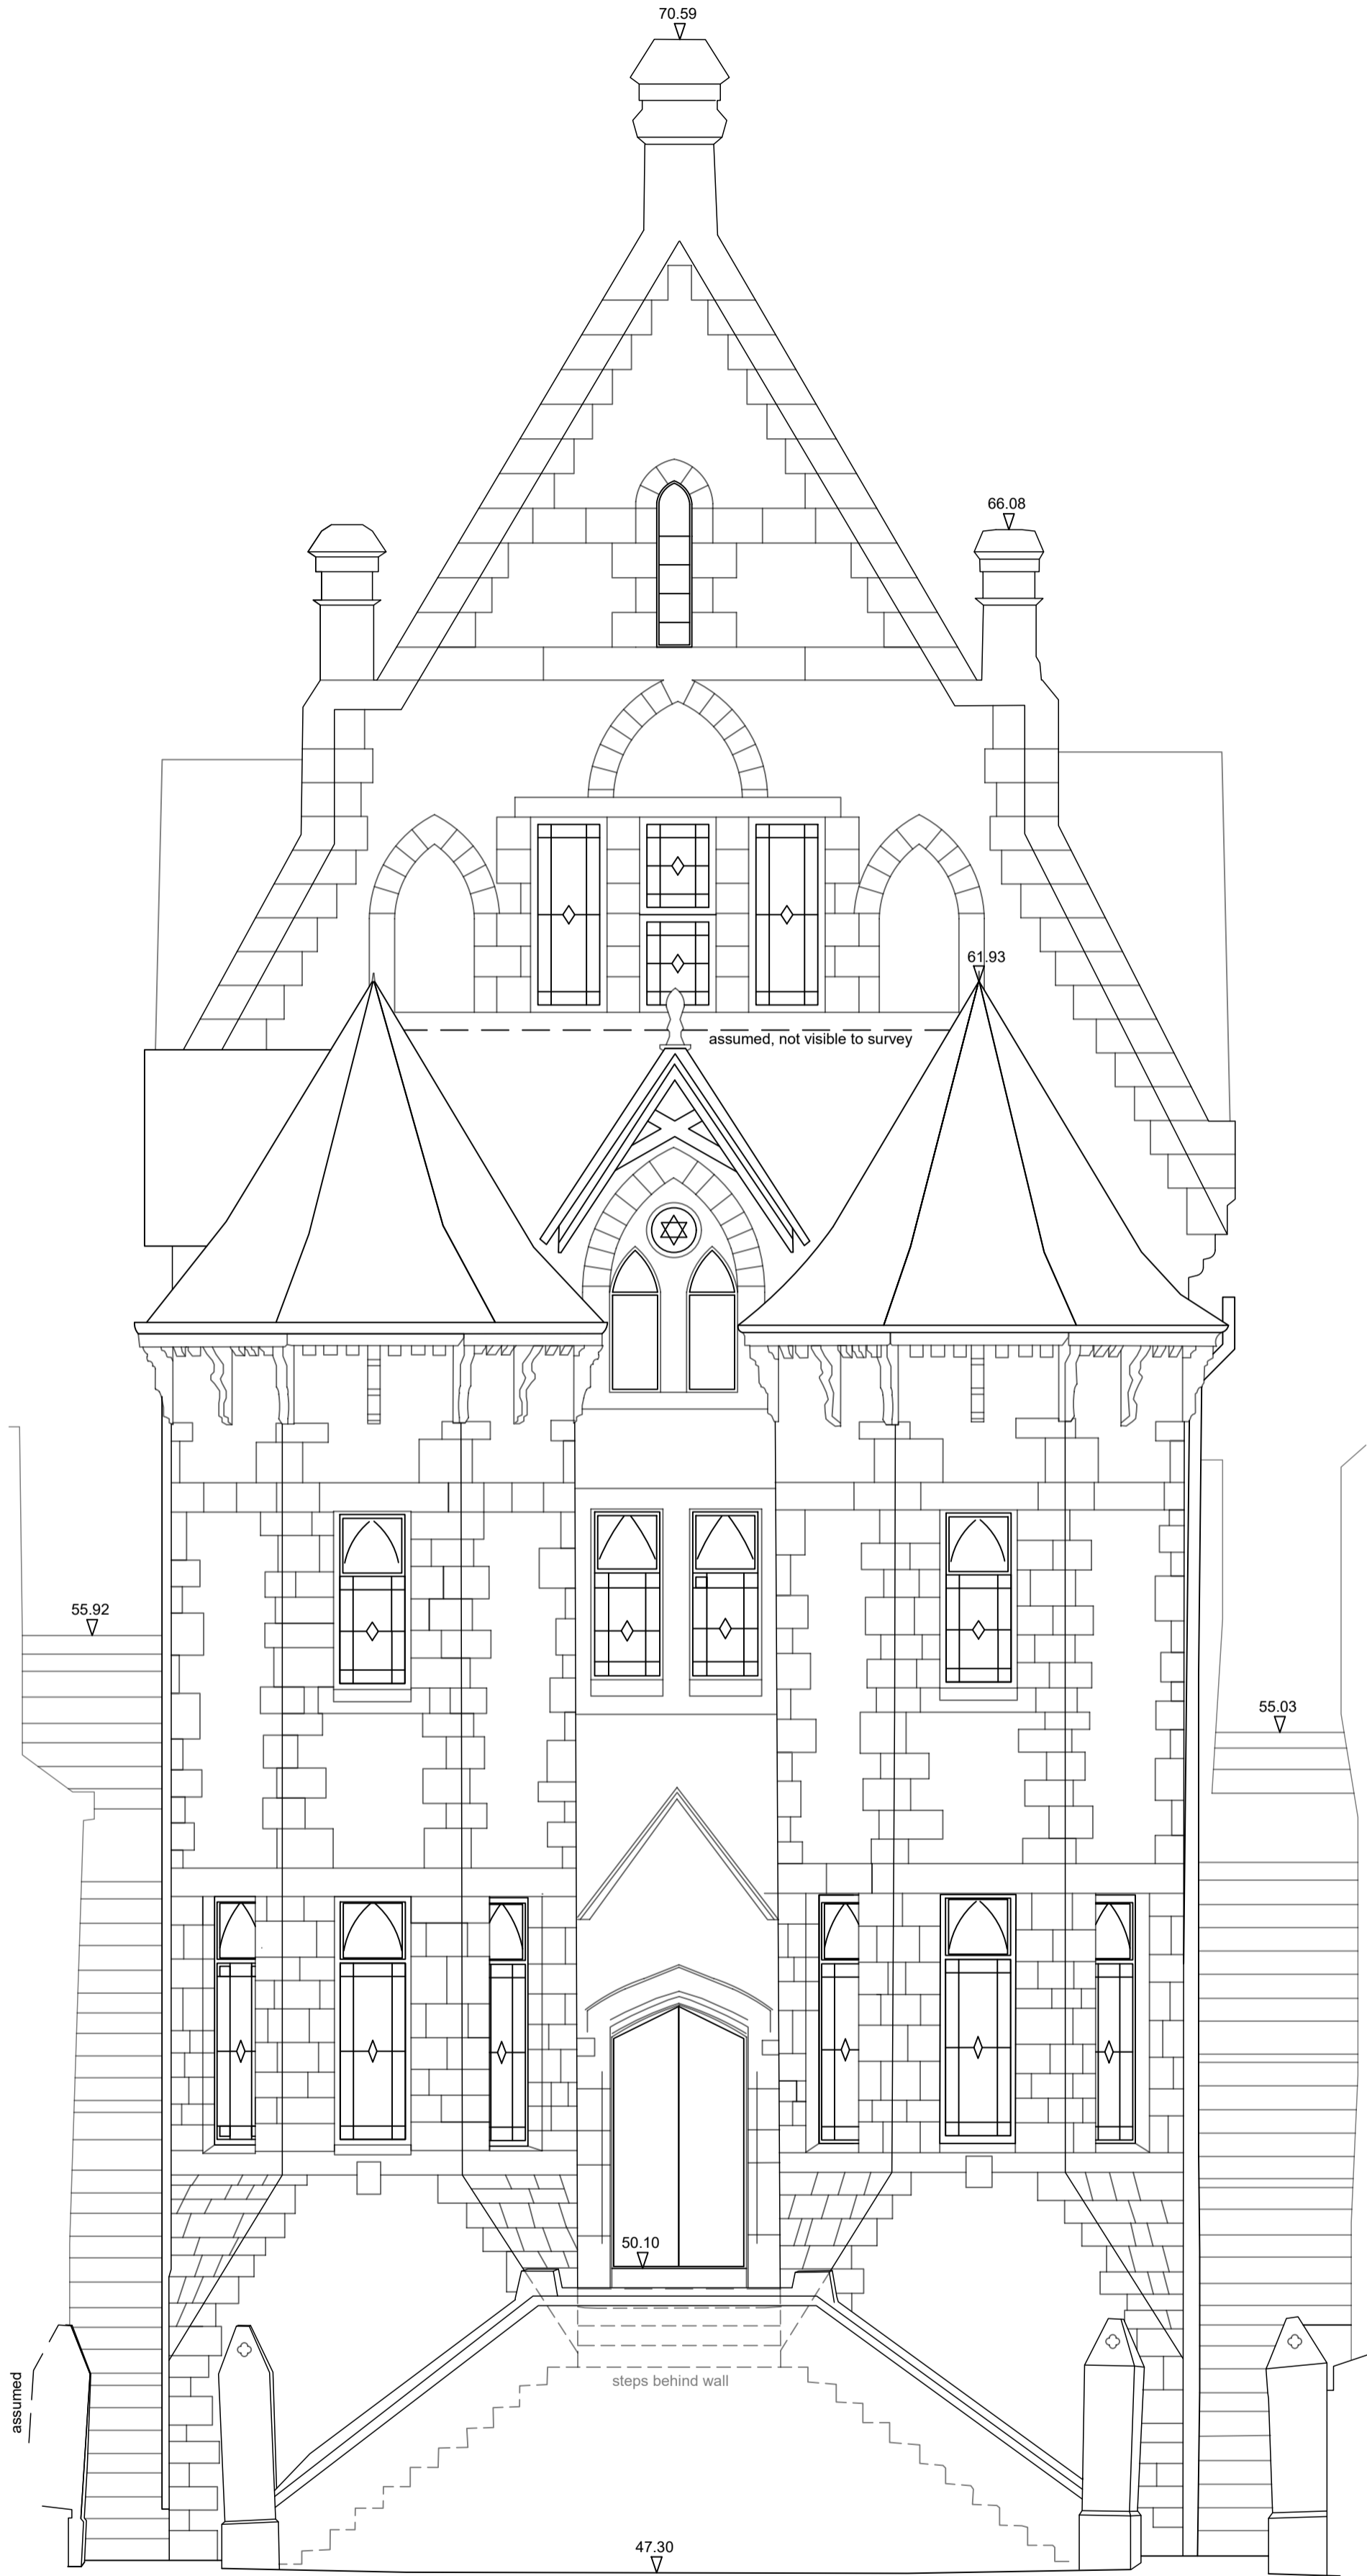 70.59
66.08
61.93
assumed, not visible to survey
55.92
55.03
50.10
assumed
steps behind wall
47.30